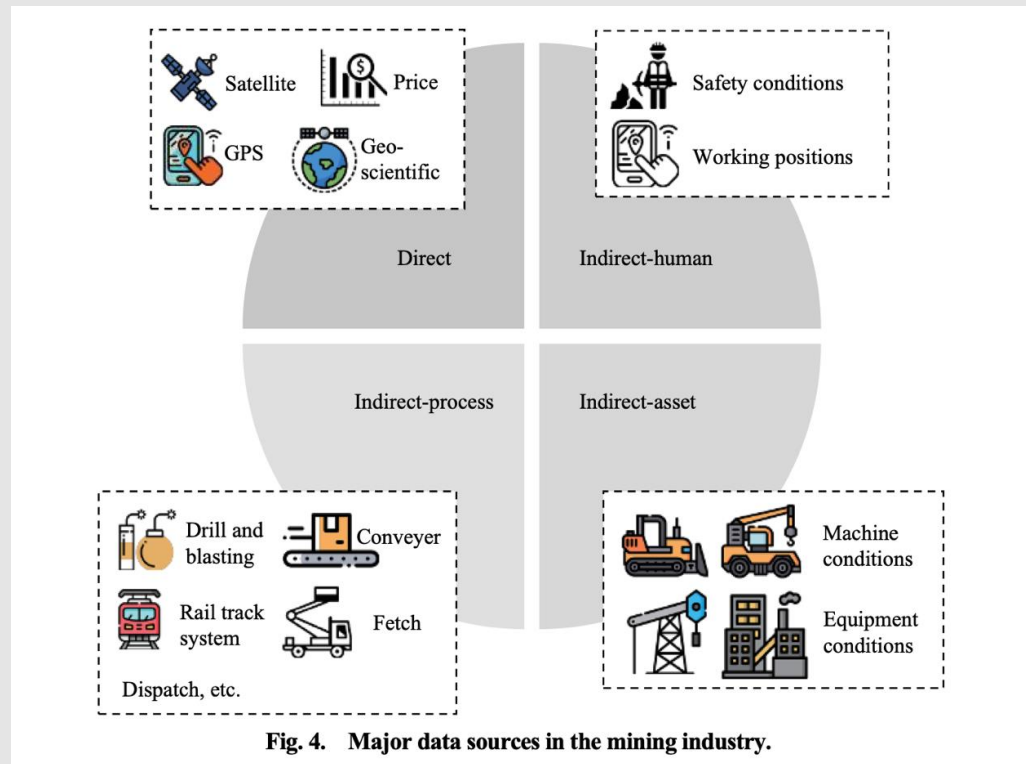 Satellite
Price
GPS
Geo-
scientific
Safety conditions
Working positions
Direct
Indirect-human
Indirect-process
Indirect-asset
Drill and
blasting
Conveyer
Rail track
system
Fetch
Dispatch, etc.
Machine
conditions
Equipment
conditions
Fig. 4. Major data sources in the mining industry.